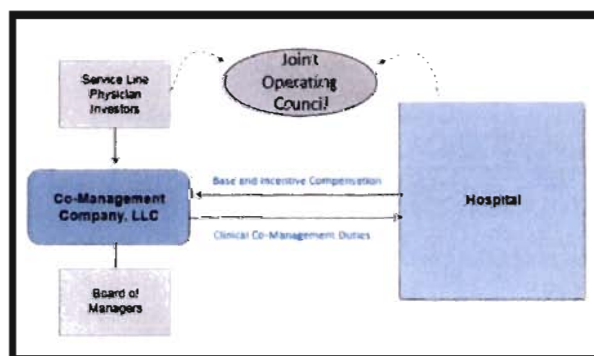 Joint
Operating
Council
Service Line
Physician
Investors
Base and Incentive Compensation
Co-Management
Company, LLC
Hospital
Clinical Co-Management Duties
Board of
Managers